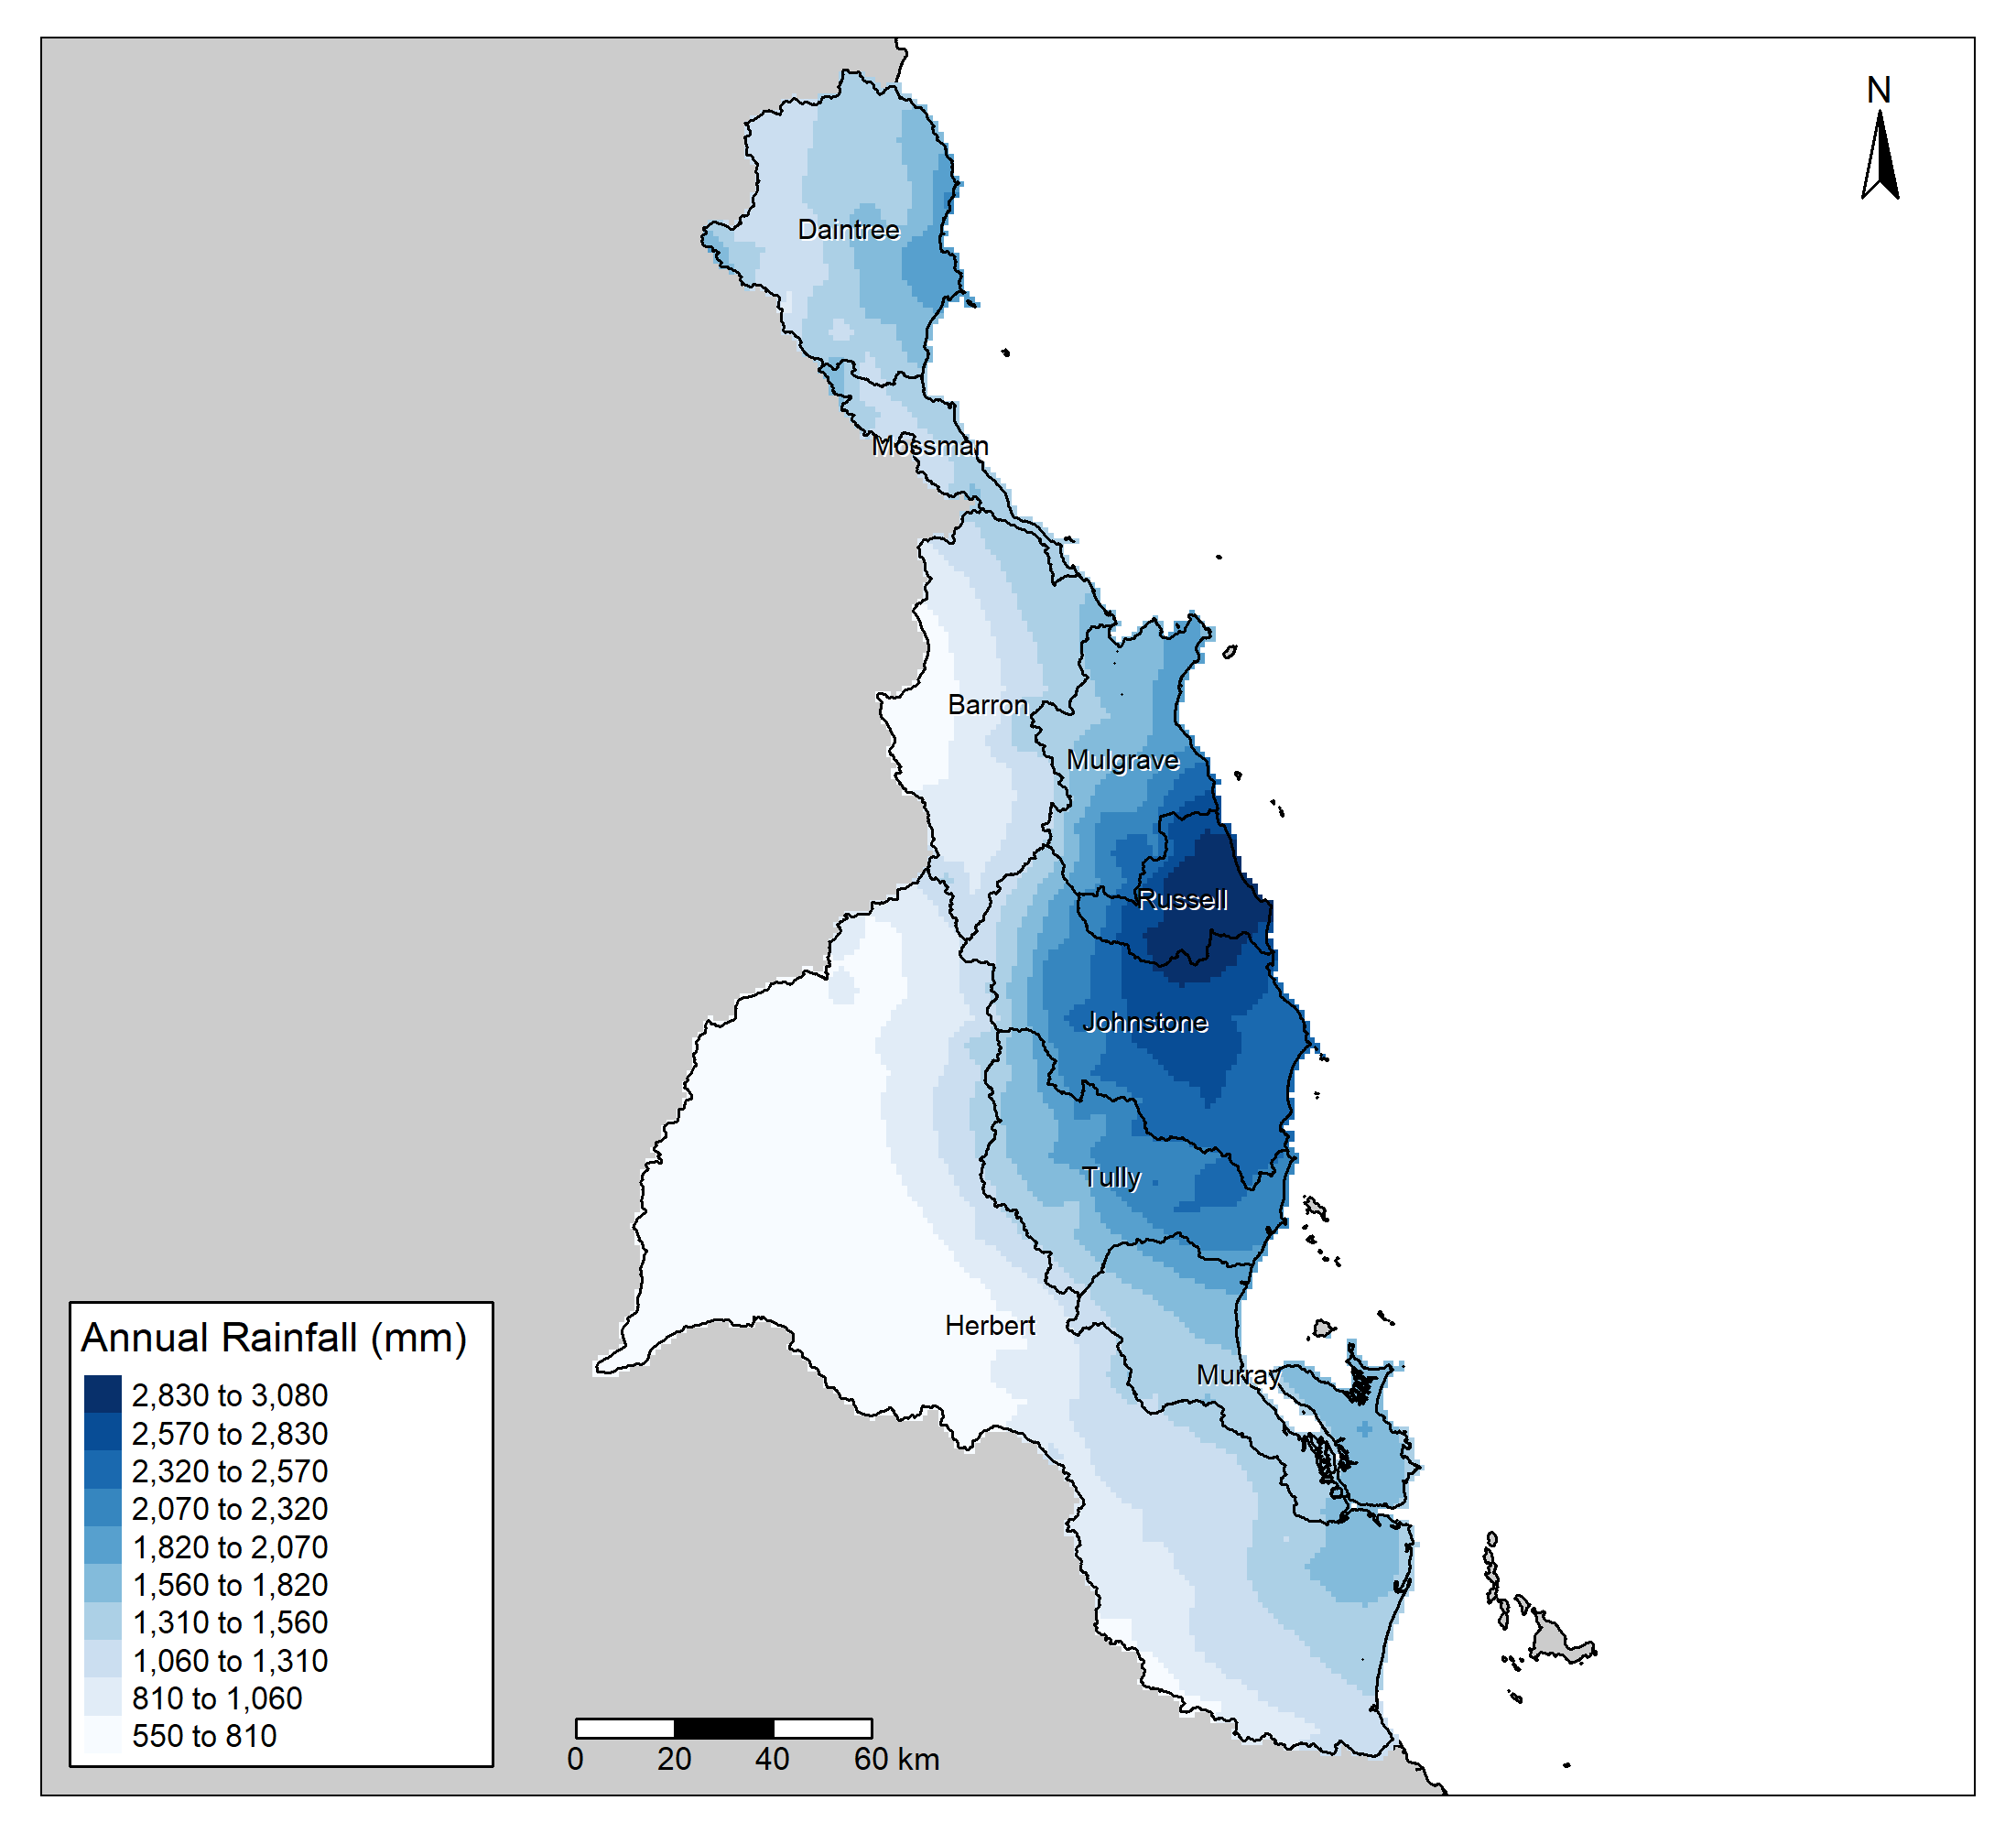 N
Daintree
Mossman
Barron
Mulgrave
Russell
Johnstone
Tully
Herbert
Murray
Annual Rainfall (mm)
2,830 to 3,080
2,570 to 2,830
2,320 to 2,570
2,070 to 2,320
1,820 to 2,070
1,560 to 1,820
1,310 to 1,560
1,060 to 1,310
810 to 1,060
550 to 810
0 20 40 60 km